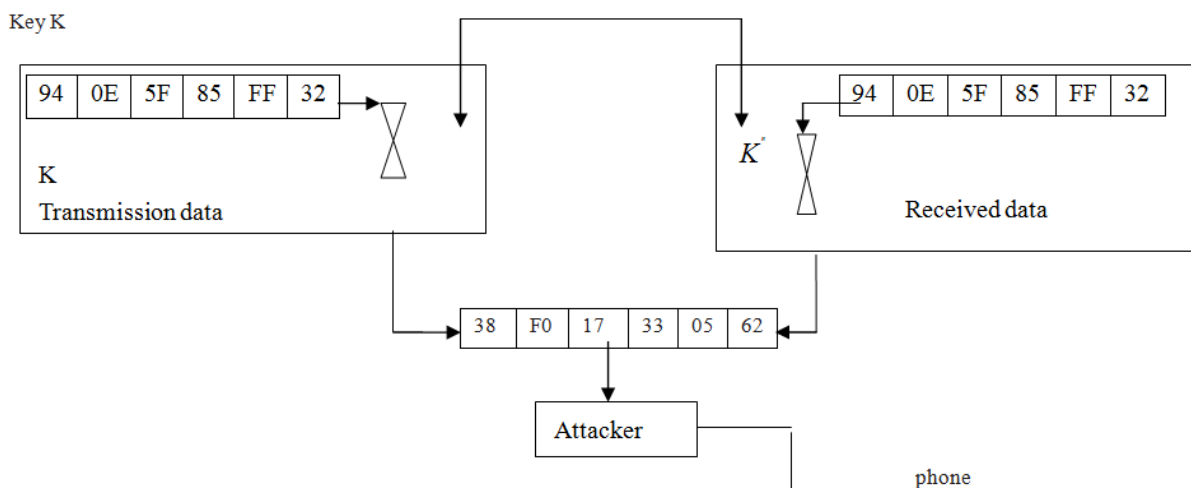 Key K
94 0E 5F 85 FF 32
K
Transmission data
94 0E 5F 85 FF 32
K"
Received data
38 F0 17 33 05 62
Attacker
phone